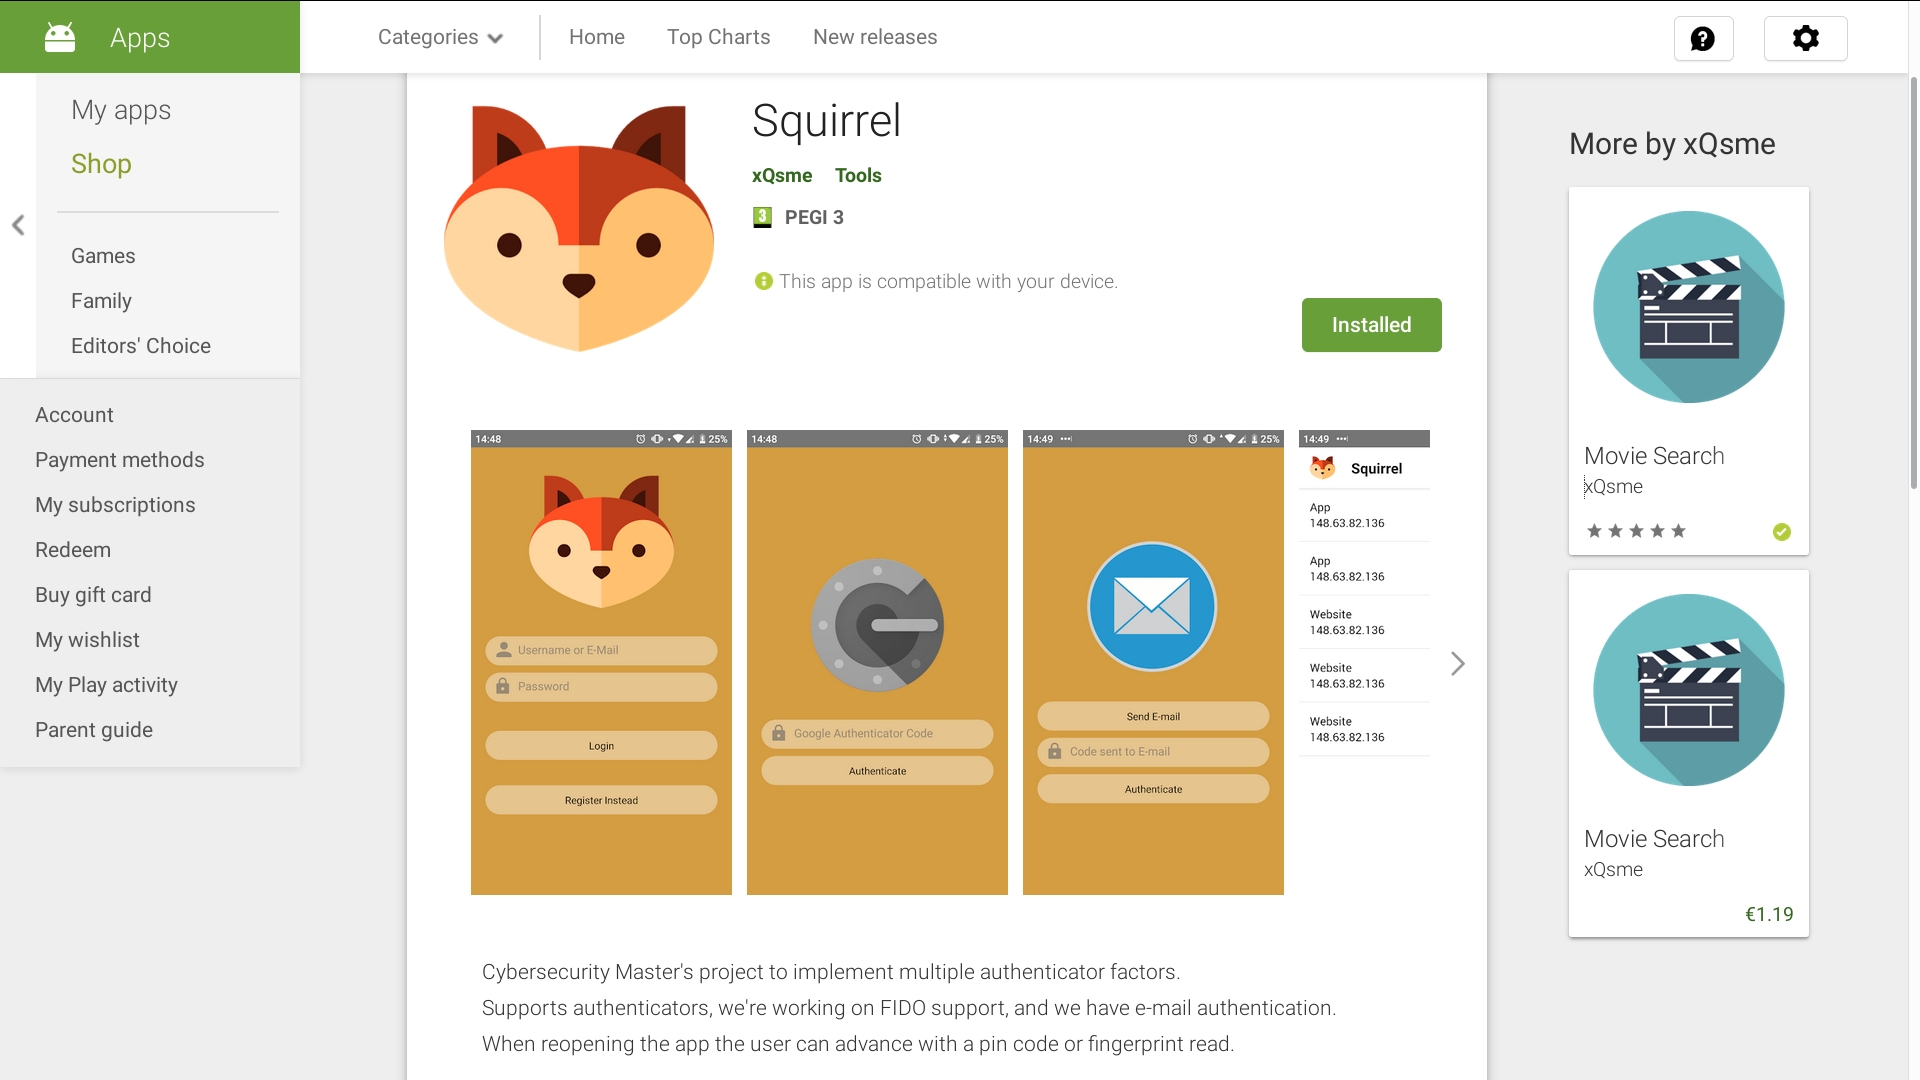 Apps
Categories
Home
Top Charts
New releases
My apps
Shop
Games
Family
Editors' Choice
Account
Payment methods
My subscriptions
Redeem
Buy gift card
My wishlist
My Play activity
Parent guide
Squirrel
xQsme Tools
3 PEGI 3
This app is compatible with your device.
Installed
14:48 25%
Username or E-Mail
Password
Login
Register Instead
14:48 25%
Google Authenticator Code
Authenticate
14:49 25%
Send E-mail
Code sent to E-mail
Authenticate
14:49
Squirrel
App
148.63.82.136
App
148.63.82.136
Website
148.63.82.136
Website
148.63.82.136
Website
148.63.82.136
Cybersecurity Master's project to implement multiple authenticator factors.
Supports authenticators, we're working on FIDO support, and we have e-mail authentication.
When reopening the app the user can advance with a pin code or fingerprint read.
More by xQsme
Movie Search
xQsme
Movie Search
xQsme
€1.19